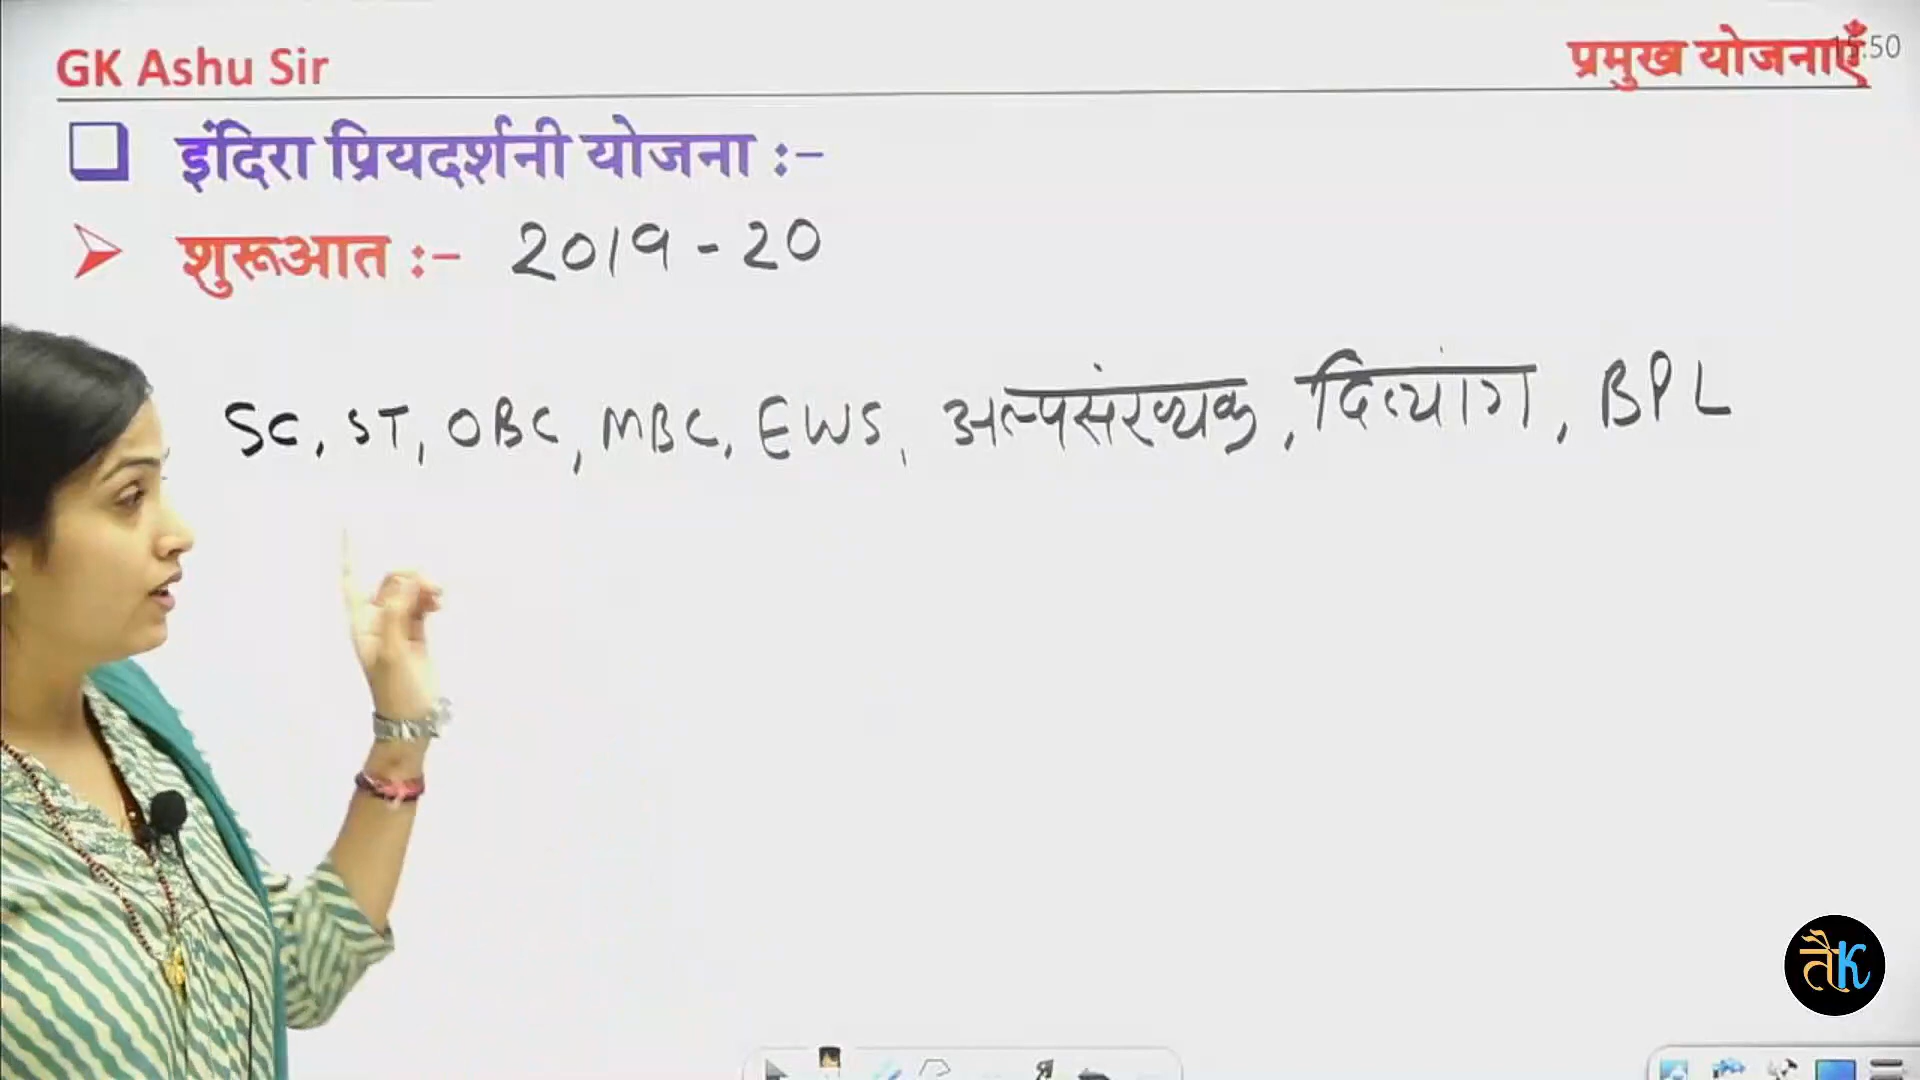 GK Ashu Sir
प्रमुख योजनाएँ
:50
❑ इंदिरा प्रियदर्शनी योजना :-
➢ शुरूआत :- 2019 - 20
SC, ST, OBC, MBC, EWS, अल्पसंख्यक, दिव्यांग, BPL
तैK